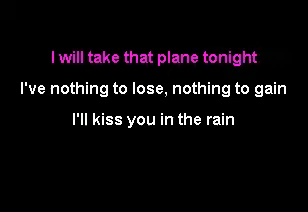 I will take that plane tonight
I've nothing to lose, nothing to gain
I'll kiss you in the rain